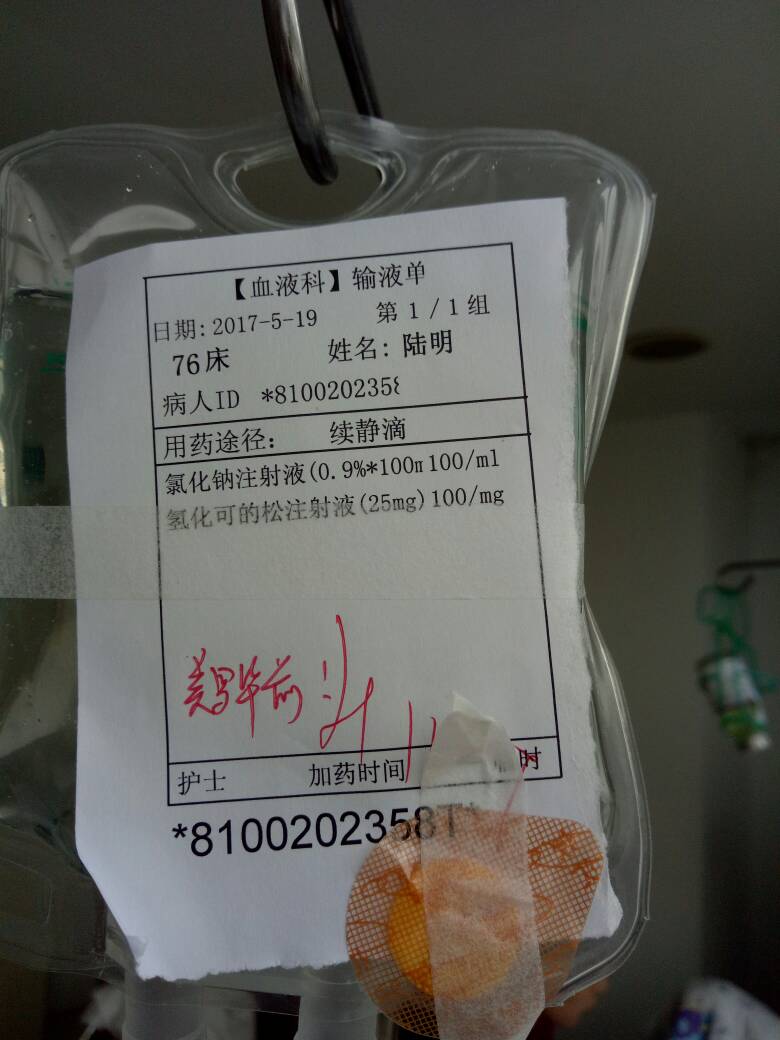 【血液科】输液单
日期: 2017-5-19 第 1 / 1 组
76床 姓名: 陆明
病人ID *8100202358
用药途径: 续静滴
氯化钠注射液(0.9%*100m 100/ml
氢化可的松注射液(25mg) 100/mg
护士 加药时间 时
*8100202358T